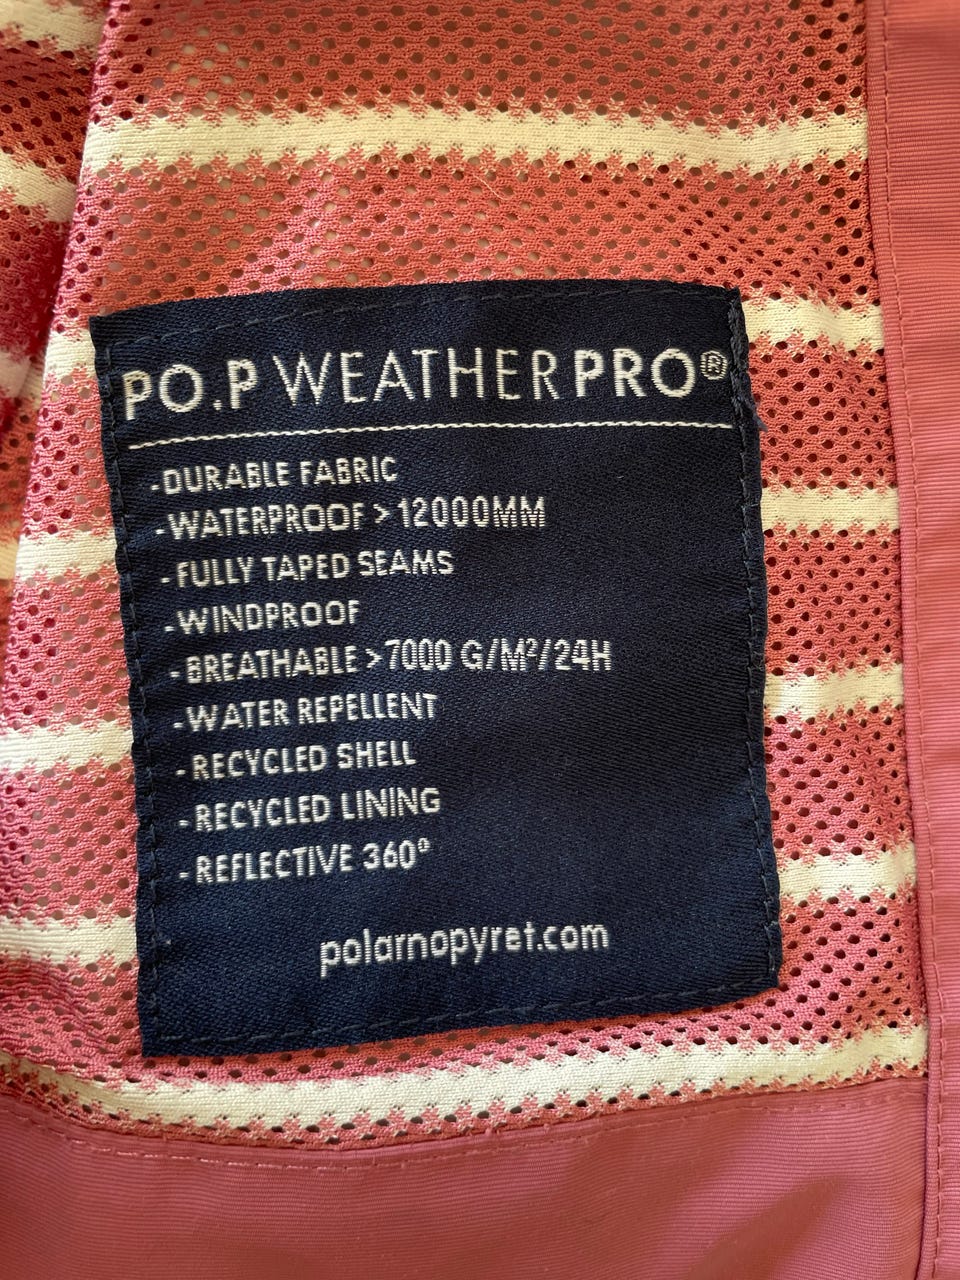 PO.P WEATHERPRO®
-DURABLE FABRIC
-WATERPROOF > 12000MM
-FULLY TAPED SEAMS
-WINDPROOF
-BREATHABLE >7000 G/M²/24H
-WATER REPELLENT
-RECYCLED SHELL
-RECYCLED LINING
-REFLECTIVE 360°
polarnopyret.com